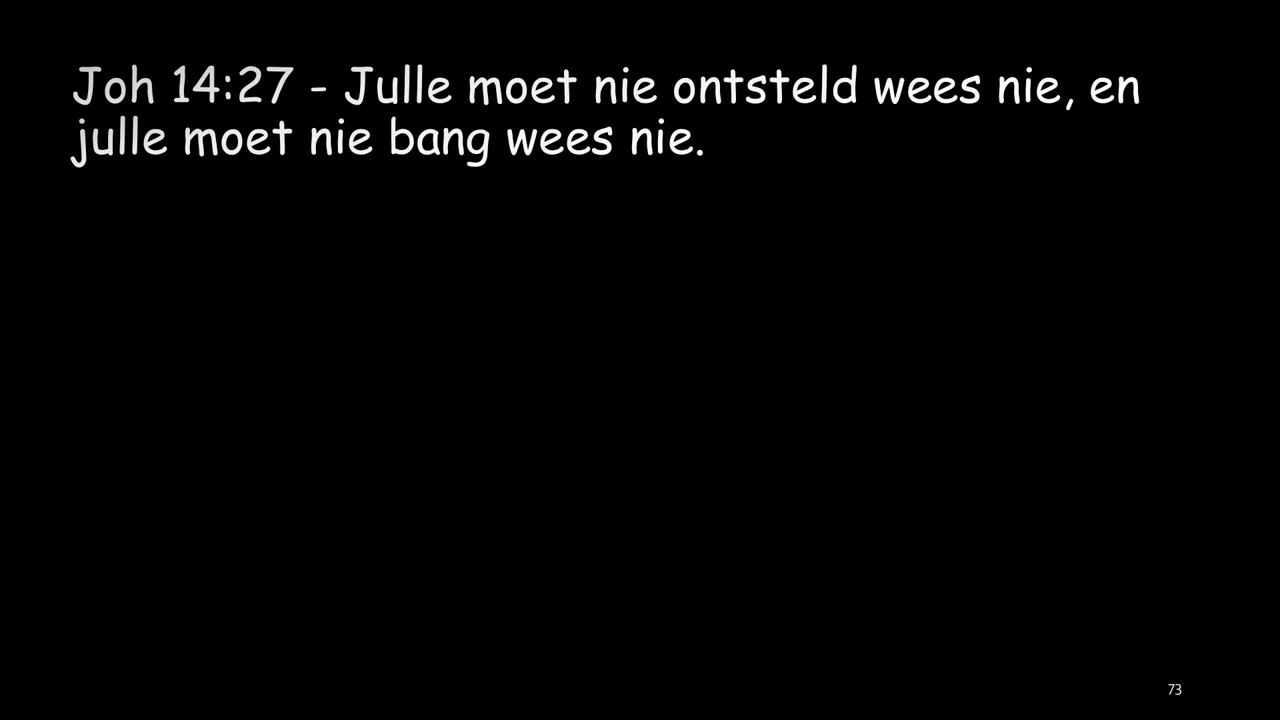 Joh 14:27 - Julle moet nie ontsteld wees nie, en
julle moet nie bang wees nie.
73